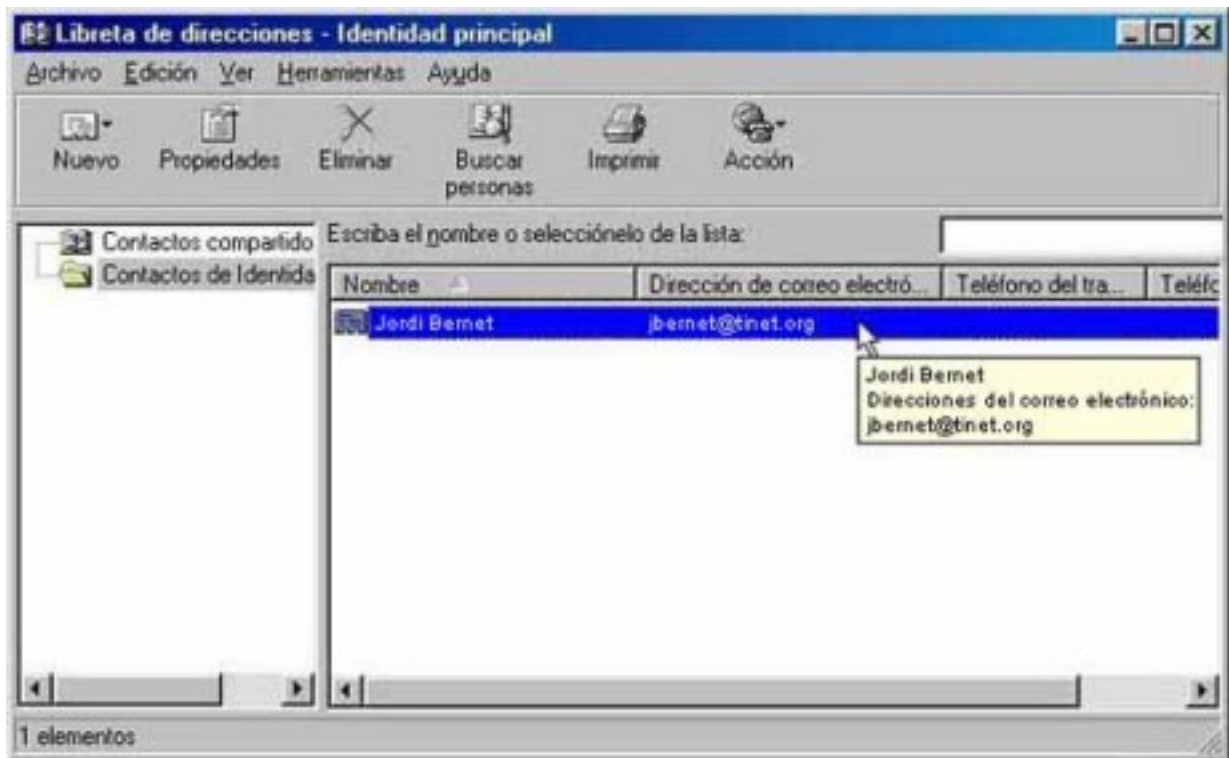 Libreta de direcciones - Identidad principal
Archivo Edición Ver Herramientas Ayuda
Nuevo Propiedades Eliminar Buscar personas Imprimir Acción
Contactos compartido
Contactos de Identida
Escriba el nombre o selecciónelo de la lista:
Nombre Dirección de correo electró... Teléfono del tra... Teléfc
Jordi Bernet jbernet@tinet.org
Jordi Bernet
Direcciones del correo electrónico:
jbernet@tinet.org
1 elementos